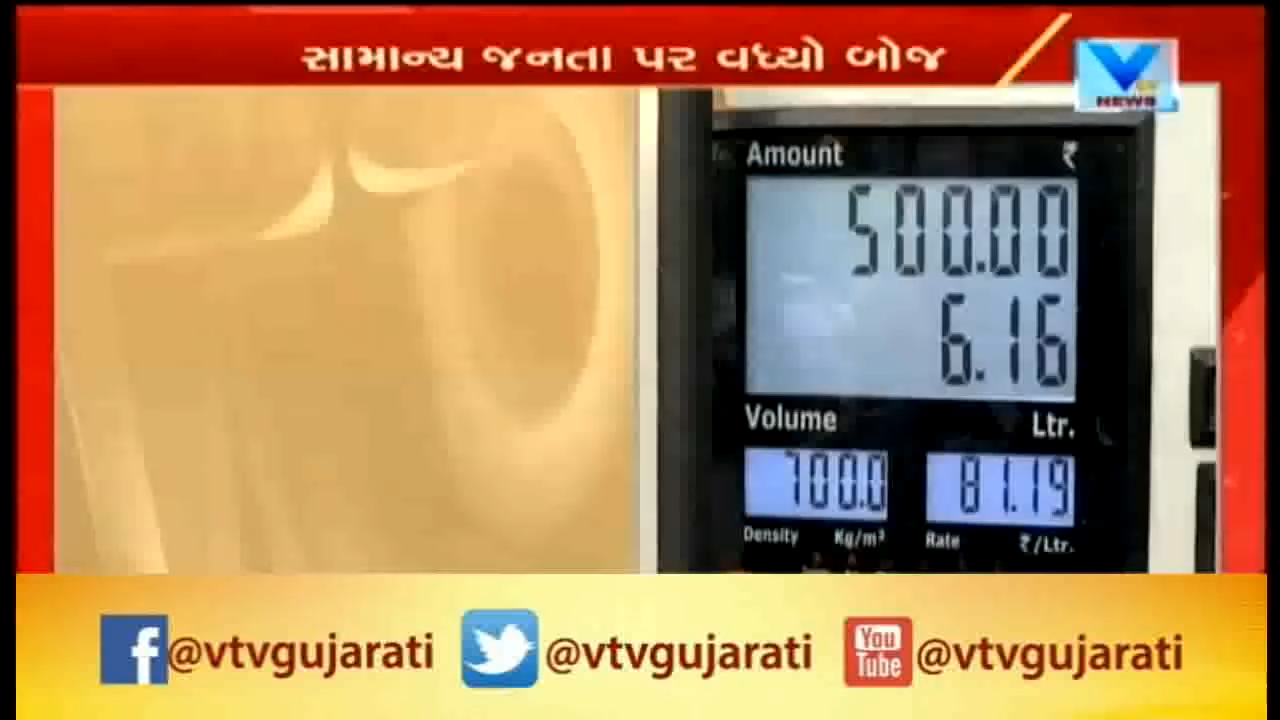 સામાન્ય જનતા પર વધ્યો બોજ
NEWS
Amount ₹
500.00
6.16
Volume Ltr.
700.0 81.19
Density Kg/m³ Rate ₹/Ltr.
@vtvgujarati @vtvgujarati You Tube @vtvgujarati